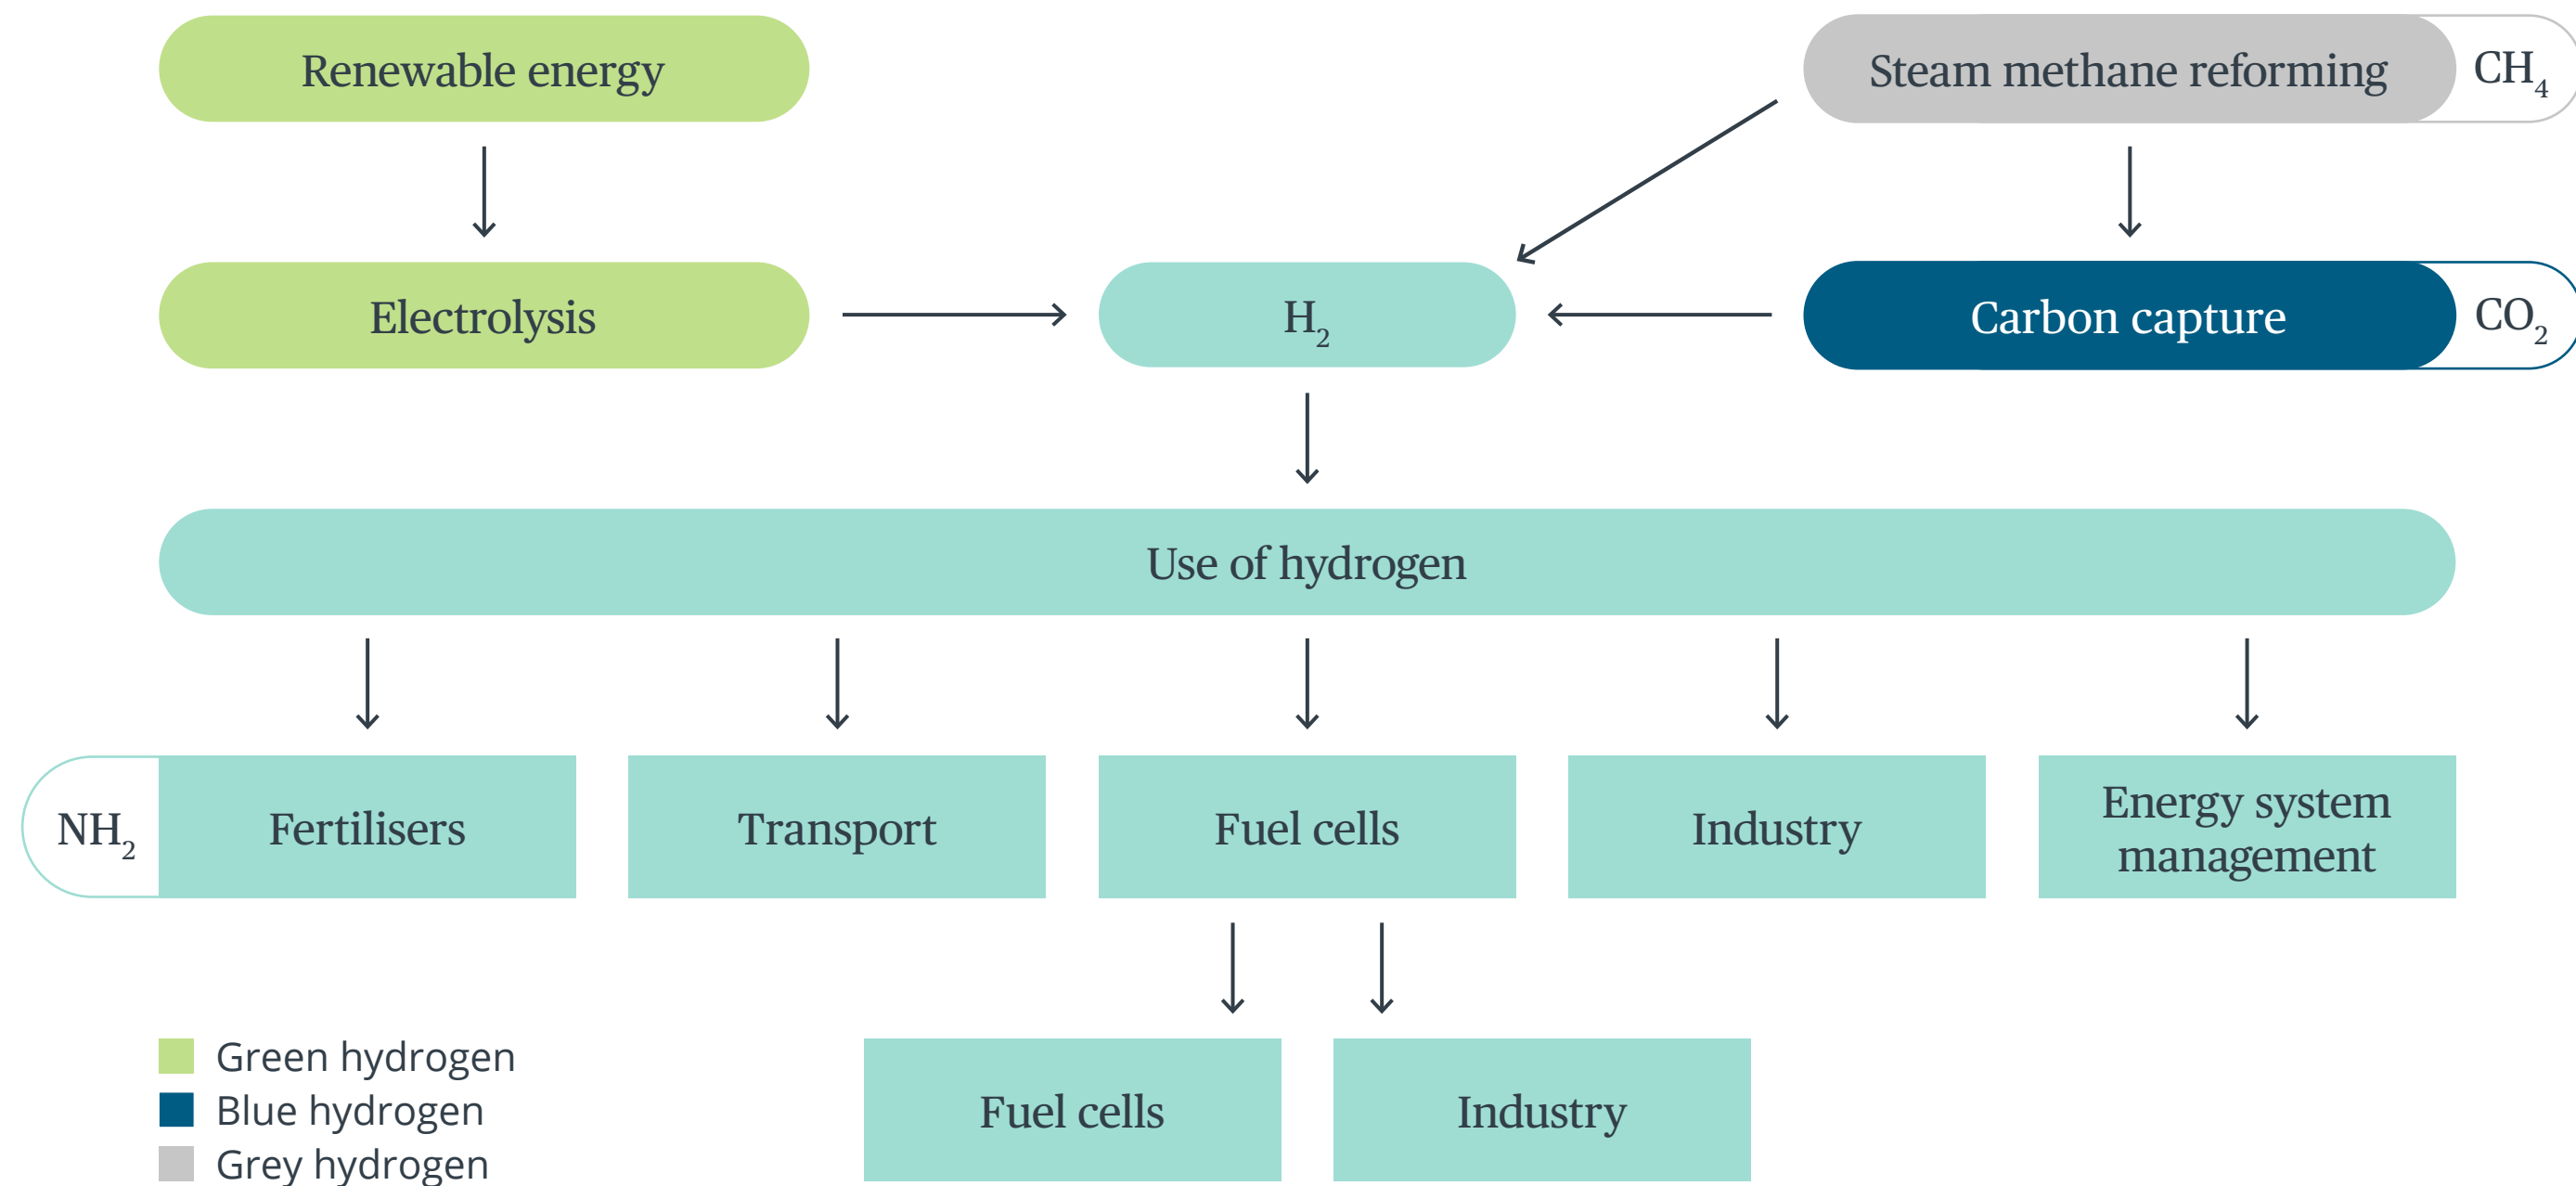 Renewable energy
Steam methane reforming
CH₄
Electrolysis
H₂
Carbon capture
CO₂
Use of hydrogen
NH₂
Fertilisers
Transport
Fuel cells
Industry
Energy system
management
Fuel cells
Industry
Green hydrogen
Blue hydrogen
Grey hydrogen